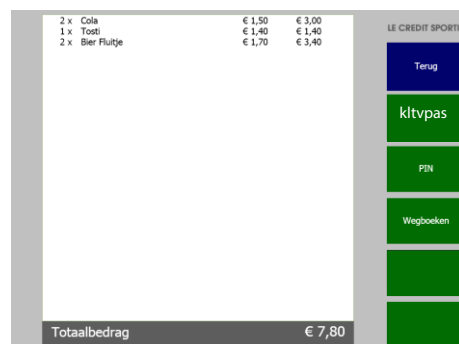 2 x Cola € 1,50 € 3,00
1 x Tosti € 1,40 € 1,40
2 x Bier Fluitje € 1,70 € 3,40
Totaalbedrag € 7,80
LE CREDIT SPORTI
Terug
kltvpas
PIN
Wegboeken